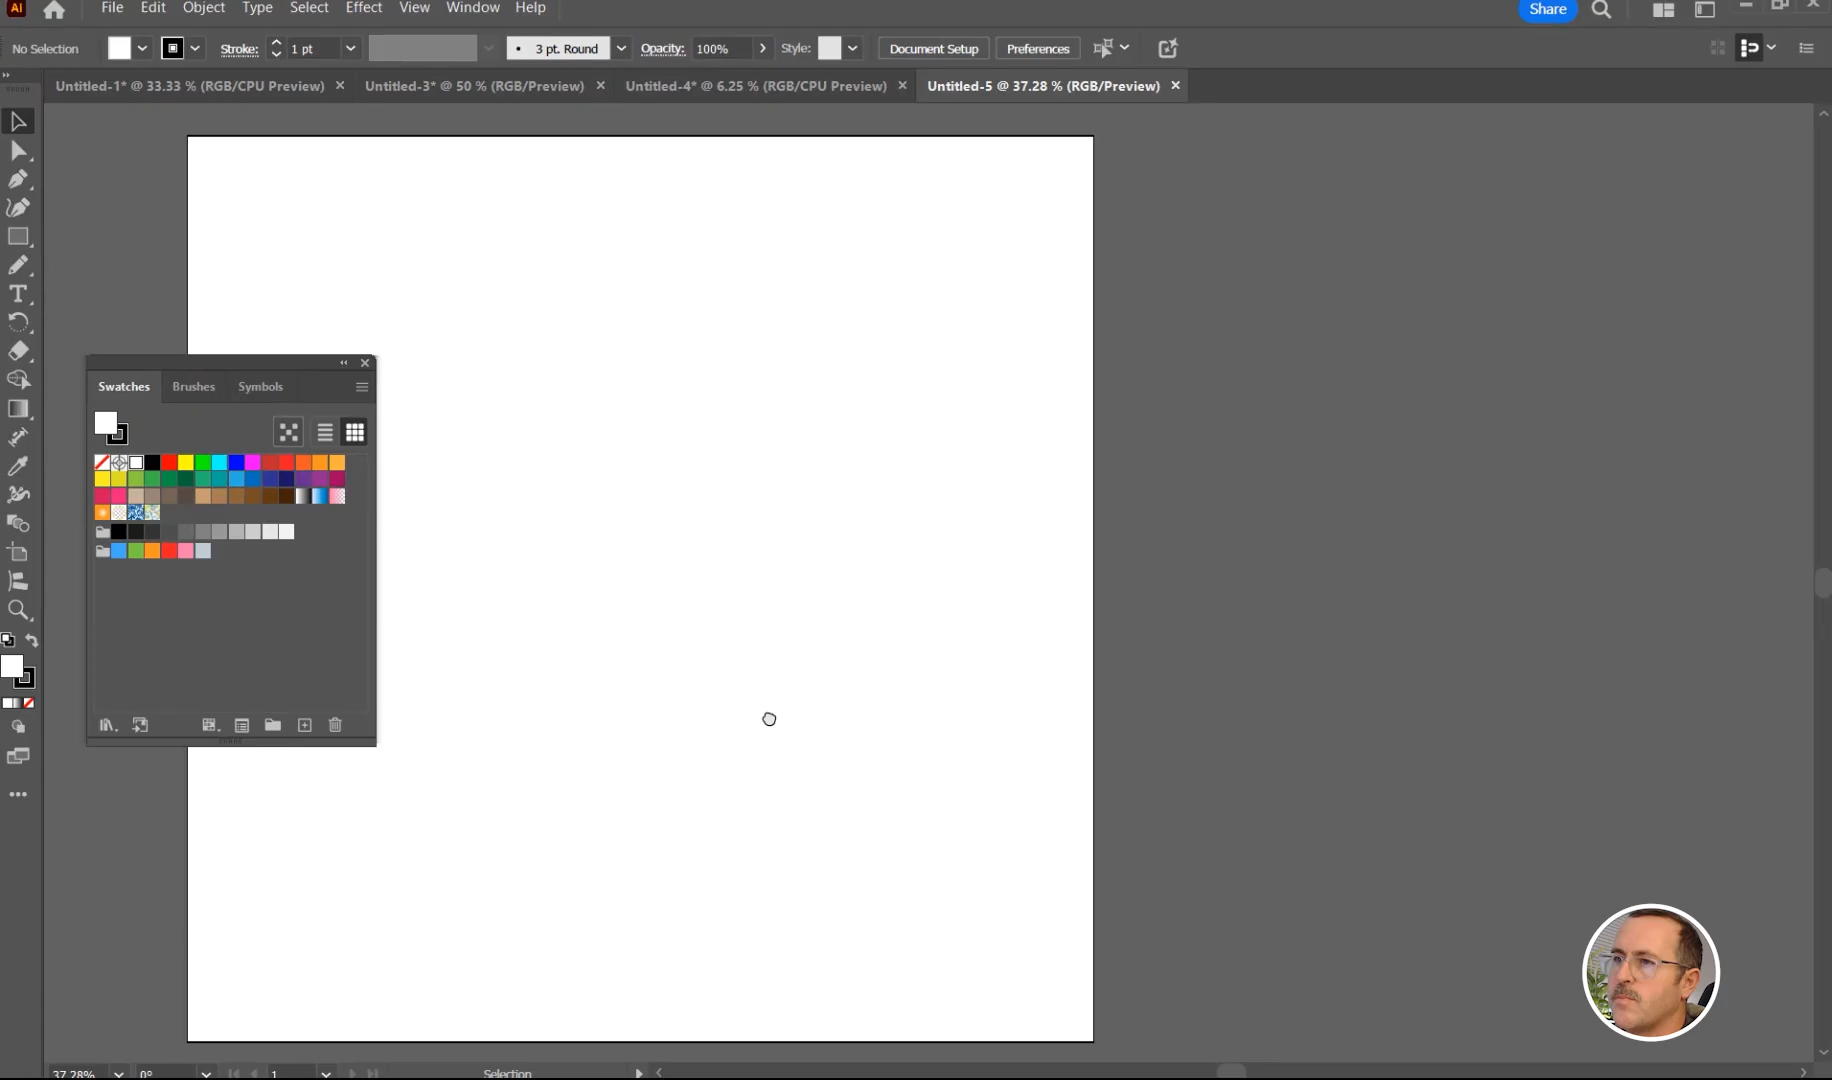 Ai File Edit Object Type Select Effect View Window Help Share
No Selection Stroke: 1 pt 3 pt. Round Opacity: 100% Style: Document Setup Preferences
Untitled-1* @ 33.33 % (RGB/CPU Preview) Untitled-3* @ 50 % (RGB/Preview) Untitled-4* @ 6.25 % (RGB/CPU Preview) Untitled-5 @ 37.28 % (RGB/Preview)
Swatches Brushes Symbols
37.28% 0° 1 Selection